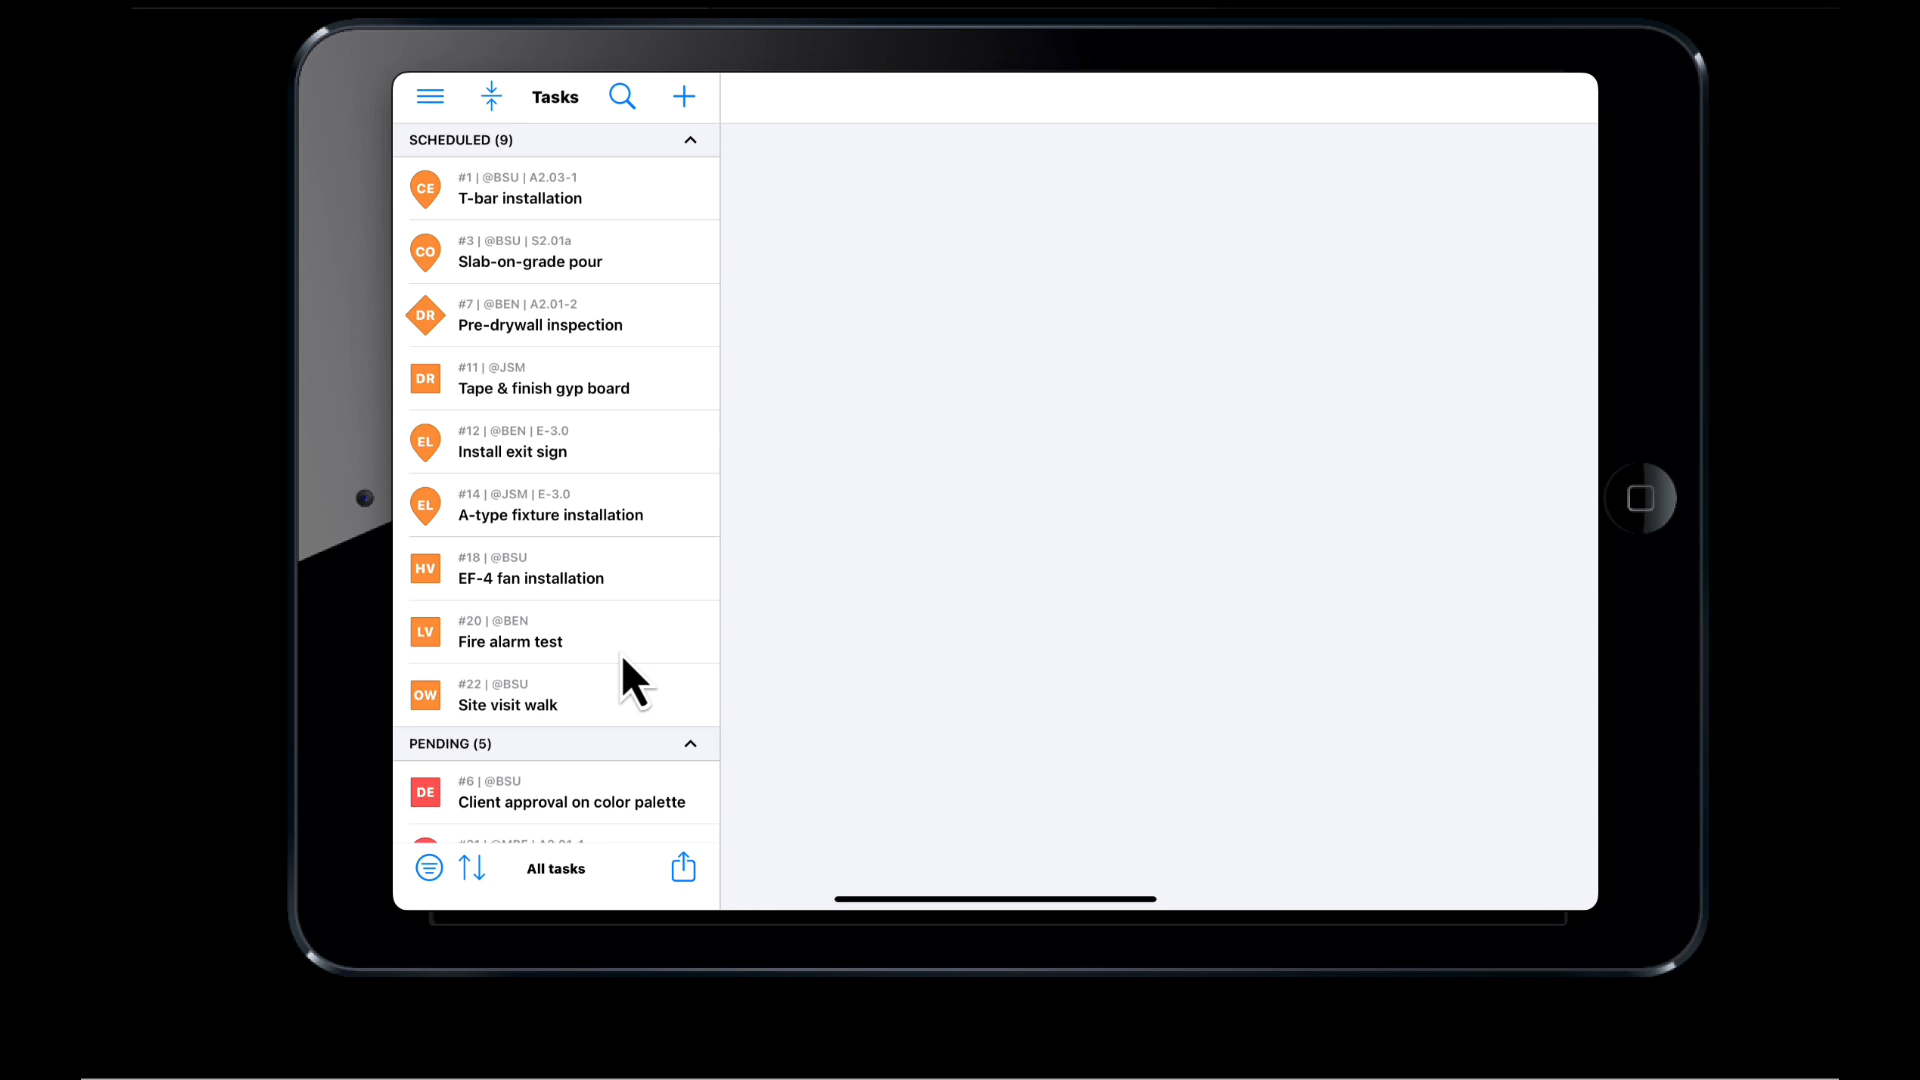 Tasks
SCHEDULED (9)
CE
#1 | @BSU | A2.03-1
T-bar installation
CO
#3 | @BSU | S2.01a
Slab-on-grade pour
DR
#7 | @BEN | A2.01-2
Pre-drywall inspection
DR
#11 | @JSM
Tape & finish gyp board
EL
#12 | @BEN | E-3.0
Install exit sign
EL
#14 | @JSM | E-3.0
A-type fixture installation
HV
#18 | @BSU
EF-4 fan installation
LV
#20 | @BEN
Fire alarm test
OW
#22 | @BSU
Site visit walk
PENDING (5)
DE
#6 | @BSU
Client approval on color palette
All tasks